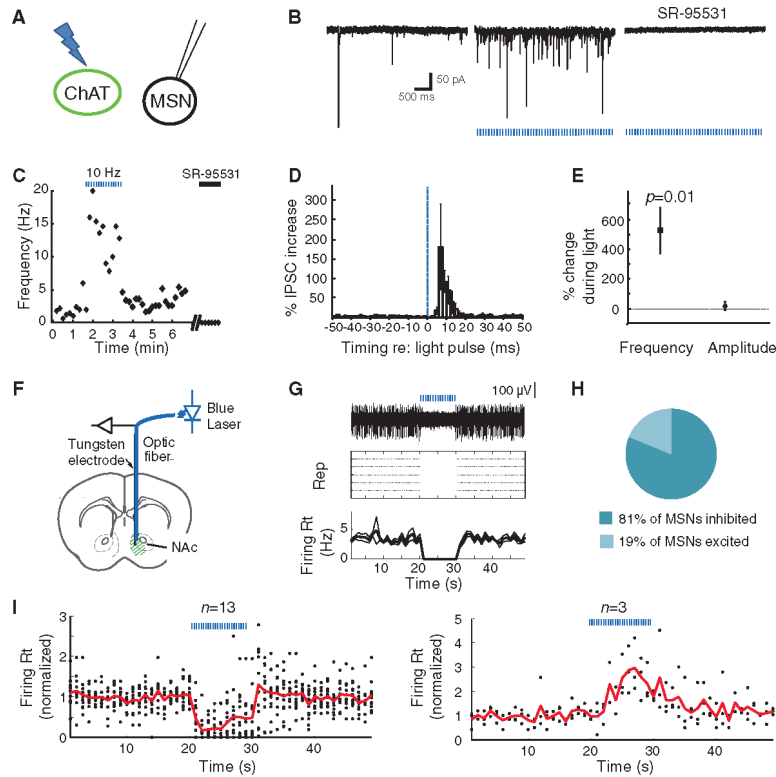 A
ChAT
MSN
B
SR-95531
50 pA
500 ms
C
10 Hz
SR-95531
Frequency (Hz)
20
15
10
5
0
0 1 2 3 4 5 6
Time (min)
D
% IPSC increase
300
250
200
150
100
50
-50 -40 -30 -20 -10 0 10 20 30 40 50
Timing re: light pulse (ms)
E
p=0.01
% change
during light
600
400
200
0
Frequency Amplitude
F
Blue
Laser
Tungsten
electrode
Optic
fiber
NAc
G
100 µV
Rep
Firing Rt
(Hz)
5
0
10 20 30 40
Time (s)
H
81% of MSNs inhibited
19% of MSNs excited
I
n=13
Firing Rt
(normalized)
3
2
1
0
10 20 30 40
Time (s)
n=3
Firing Rt
(normalized)
5
4
3
2
1
0
10 20 30 40
Time (s)